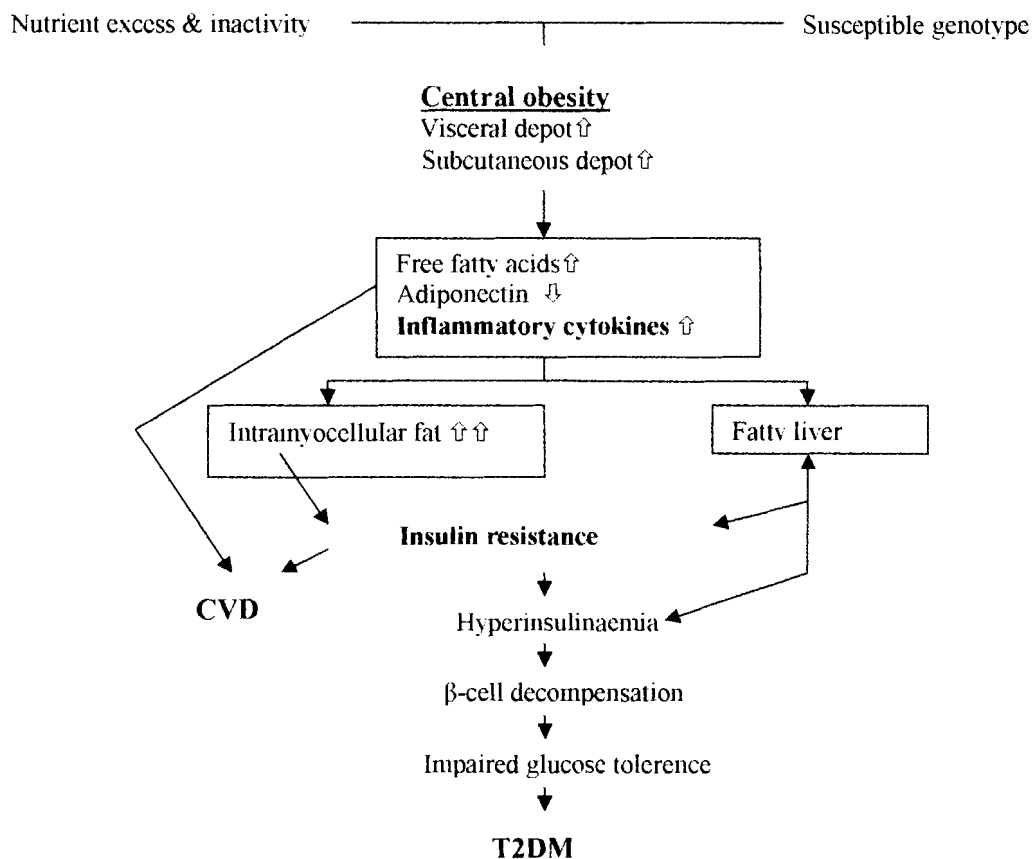 Nutrient excess & inactivity
Susceptible genotype
Central obesity
Visceral depot⇧
Subcutaneous depot⇧
Free fatty acids⇧
Adiponectin ⇩
Inflammatory cytokines ⇧
Intramyocellular fat ⇧⇧
Fatty liver
Insulin resistance
CVD
Hyperinsulinaemia
β-cell decompensation
Impaired glucose tolerence
T2DM